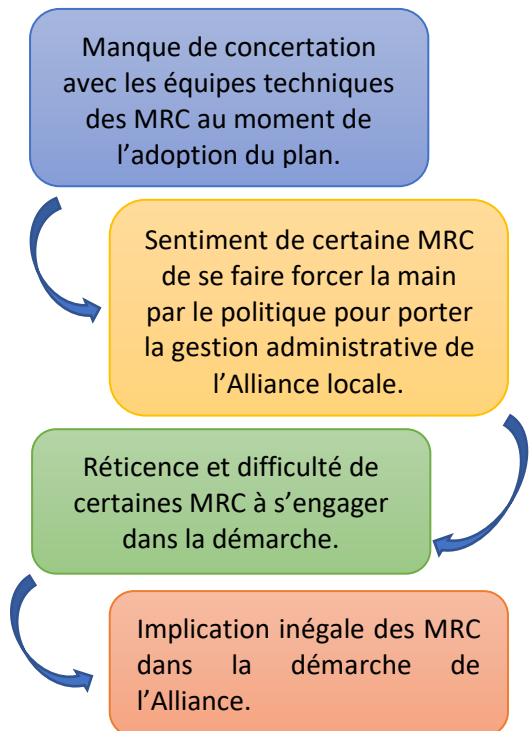 Manque de concertation
avec les équipes techniques
des MRC au moment de
l’adoption du plan.
Sentiment de certaine MRC
de se faire forcer la main
par le politique pour porter
la gestion administrative de
l’Alliance locale.
Réticence et difficulté de
certaines MRC à s’engager
dans la démarche.
Implication inégale des MRC
dans la démarche de
l’Alliance.